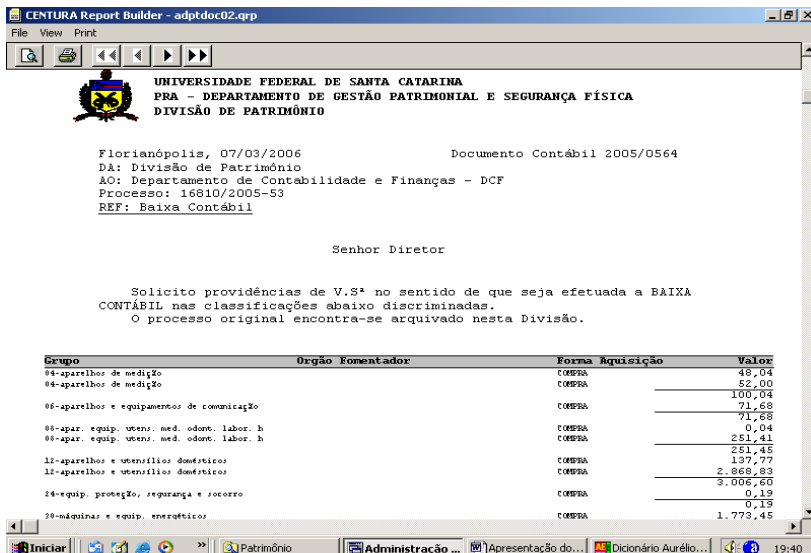 CENTURA Report Builder - adptdoc02.qrp
File View Print
UNIVERSIDADE FEDERAL DE SANTA CATARINA
PRA - DEPARTAMENTO DE GESTÃO PATRIMONIAL E SEGURANÇA FÍSICA
DIVISÃO DE PATRIMÔNIO
Florianópolis, 07/03/2006 Documento Contábil 2005/0564
DA: Divisão de Patrimônio
AO: Departamento de Contabilidade e Finanças - DCF
Processo: 16810/2005-53
REF: Baixa Contábil
Senhor Diretor
Solicito providências de V.Sª no sentido de que seja efetuada a BAIXA
CONTÁBIL nas classificações abaixo discriminadas.
O processo original encontra-se arquivado nesta Divisão.
Grupo Orgão Fomentador Forma Aquisição Valor
04-aparelhos de medição COMPRA 48,04
04-aparelhos de medição COMPRA 52,00
100,04
06-aparelhos e equipamentos de comunicação COMPRA 71,68
71,68
08-apar. equip. utens. med. odont. labor. h COMPRA 0,04
08-apar. equip. utens. med. odont. labor. h COMPRA 251,41
251,45
12-aparelhos e utensílios domésticos COMPRA 137,77
12-aparelhos e utensílios domésticos COMPRA 2.868,83
3.006,60
24-equip. proteção, segurança e socorro COMPRA 0,19
0,19
30-máquinas e equip. energéticos COMPRA 1.773,45
Iniciar Patrimônio Administração ... Apresentação do... Dicionário Aurélio... 19:47